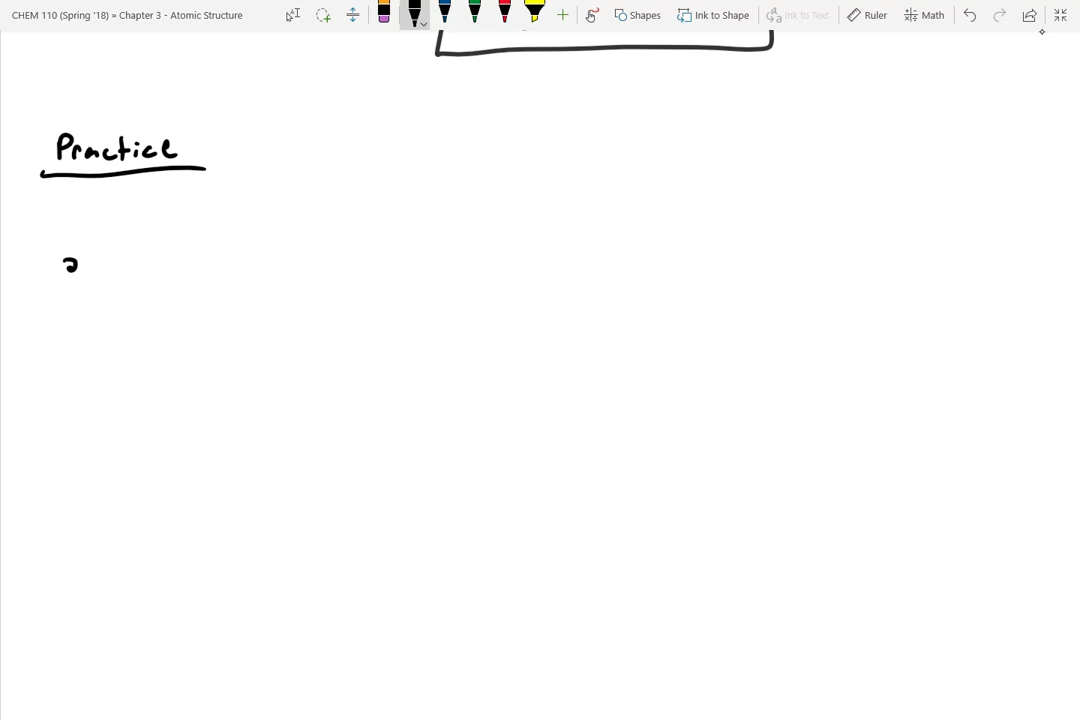 CHEM 110 (Spring '18) » Chapter 3 - Atomic Structure Shapes Ink to Shape Ink to Text Ruler Math
Practice